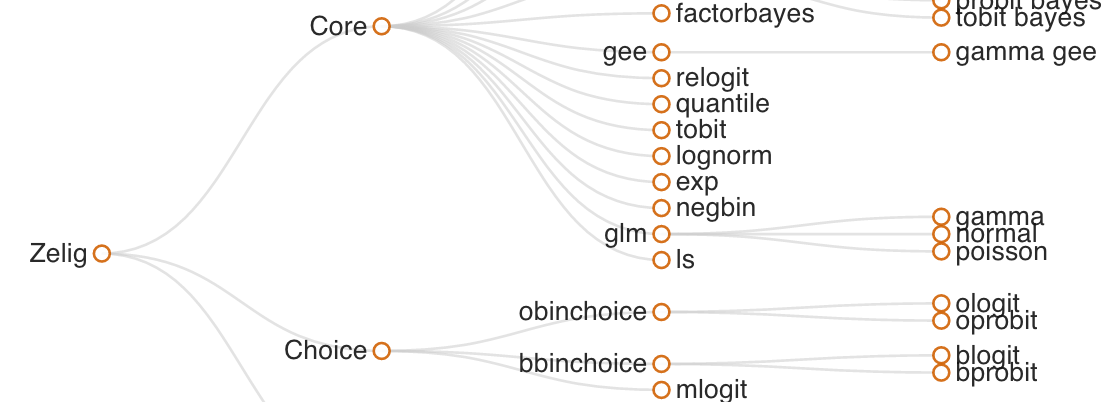 probit bayes
Core
factorbayes
tobit bayes
gee
gamma gee
relogit
quantile
tobit
lognorm
exp
negbin
gamma
glm
normal
Zelig
poisson
ls
ologit
obinchoice
oprobit
Choice
blogit
bbinchoice
bprobit
mlogit